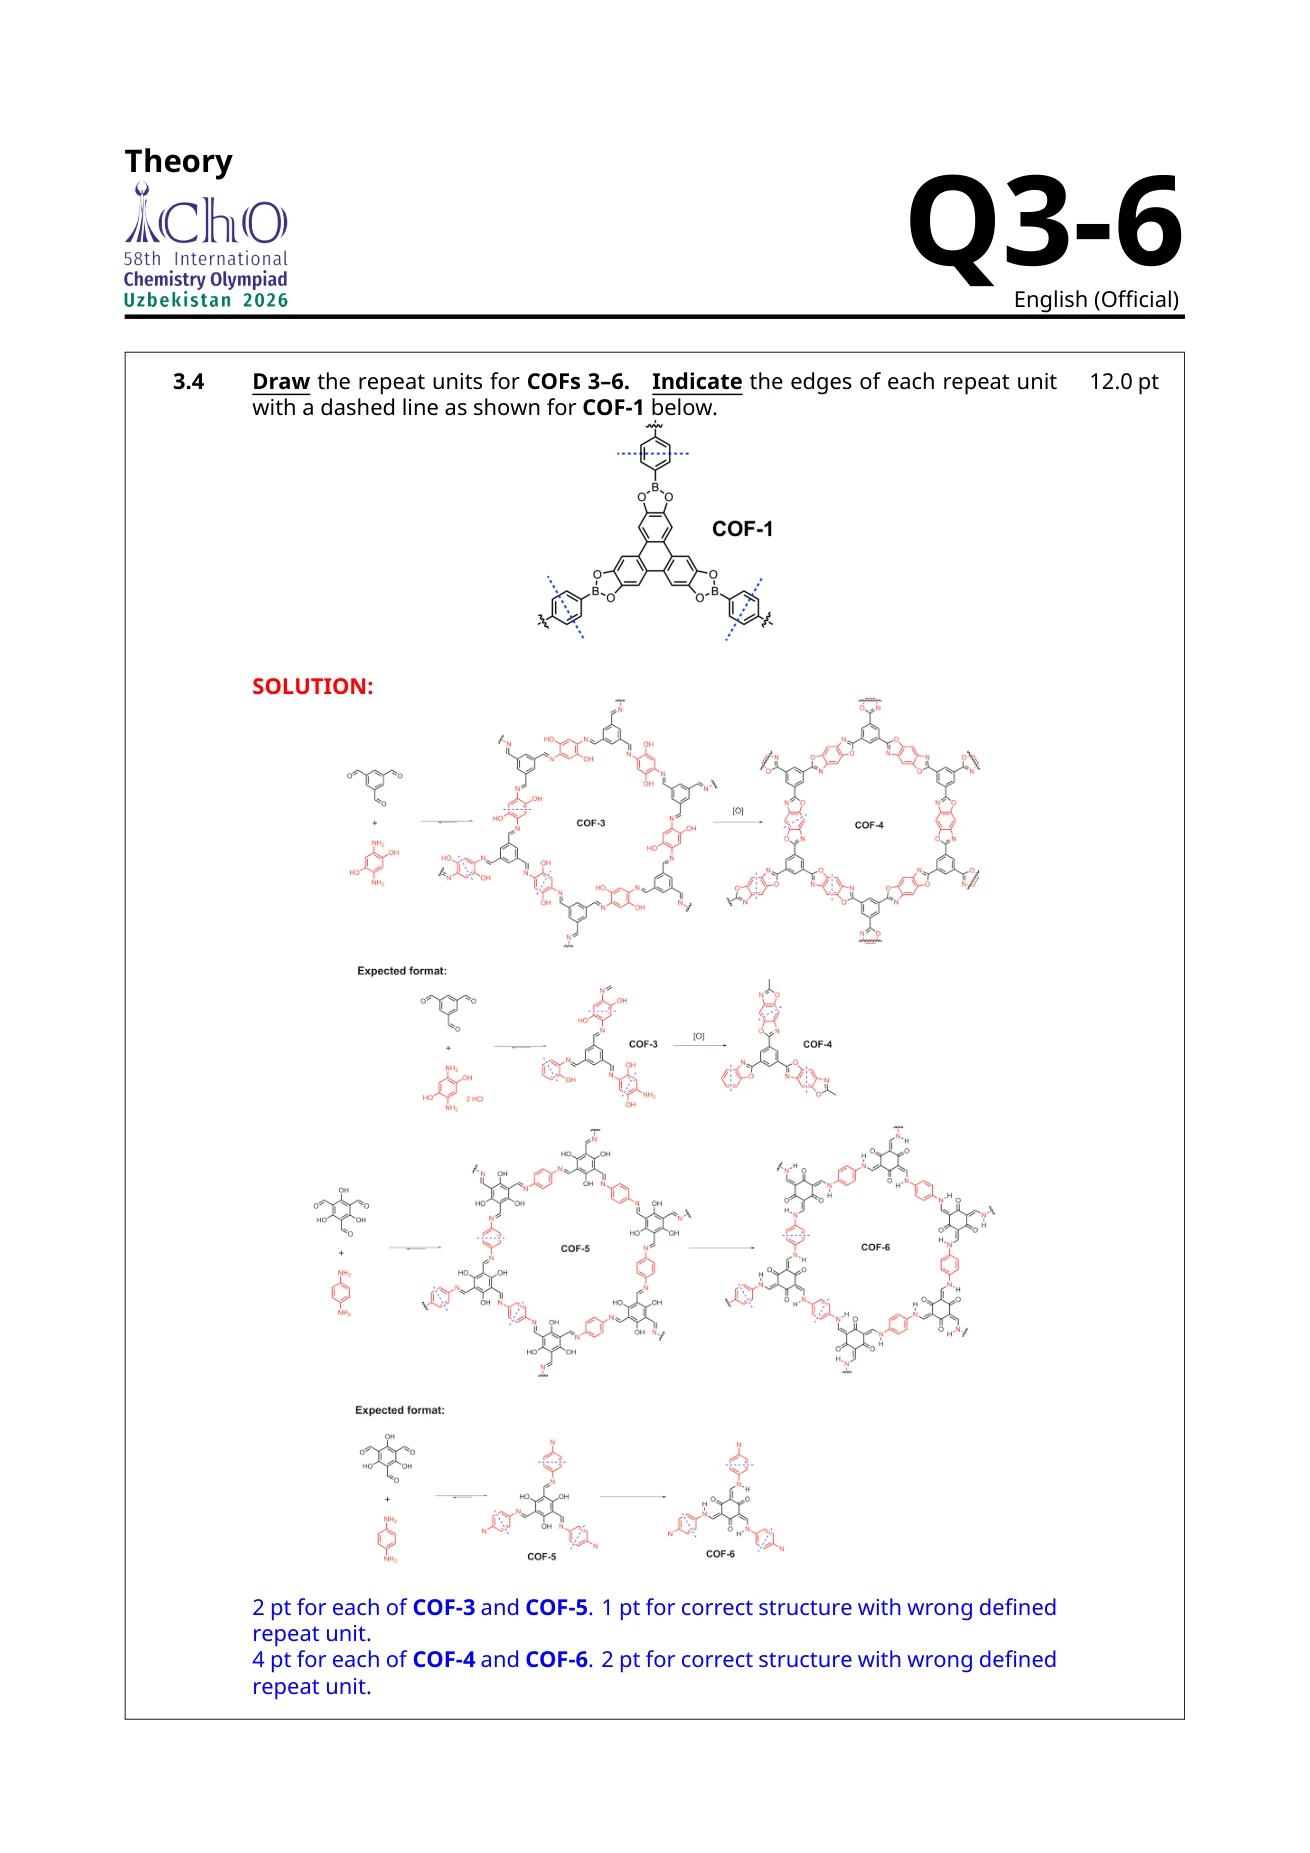 Theory
IChO
58th International
Chemistry Olympiad
Uzbekistan 2026
Q3-6
English (Official)
3.4 Draw the repeat units for COFs 3–6. Indicate the edges of each repeat unit 12.0 pt
with a dashed line as shown for COF-1 below.
COF-1
SOLUTION:
COF-3
[O]
COF-4
Expected format:
COF-3
[O]
COF-4
2 HCl
COF-5
COF-6
Expected format:
COF-5
COF-6
2 pt for each of COF-3 and COF-5. 1 pt for correct structure with wrong defined
repeat unit.
4 pt for each of COF-4 and COF-6. 2 pt for correct structure with wrong defined
repeat unit.